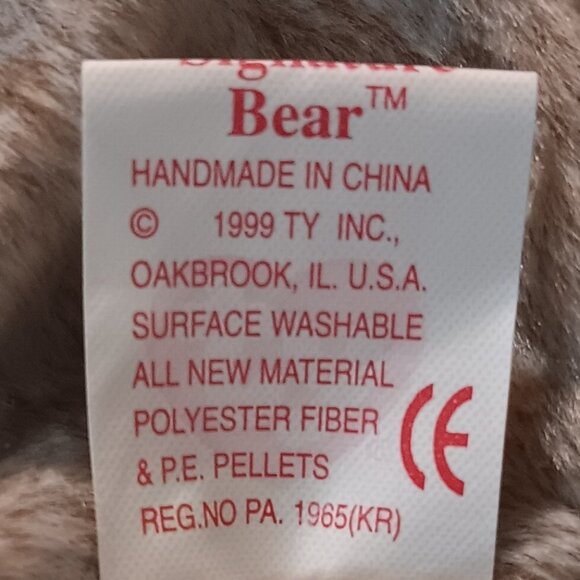 Signature
Bear™
HANDMADE IN CHINA
© 1999 TY INC.,
OAKBROOK, IL. U.S.A.
SURFACE WASHABLE
ALL NEW MATERIAL
POLYESTER FIBER
& P.E. PELLETS
REG.NO PA. 1965(KR)
CE